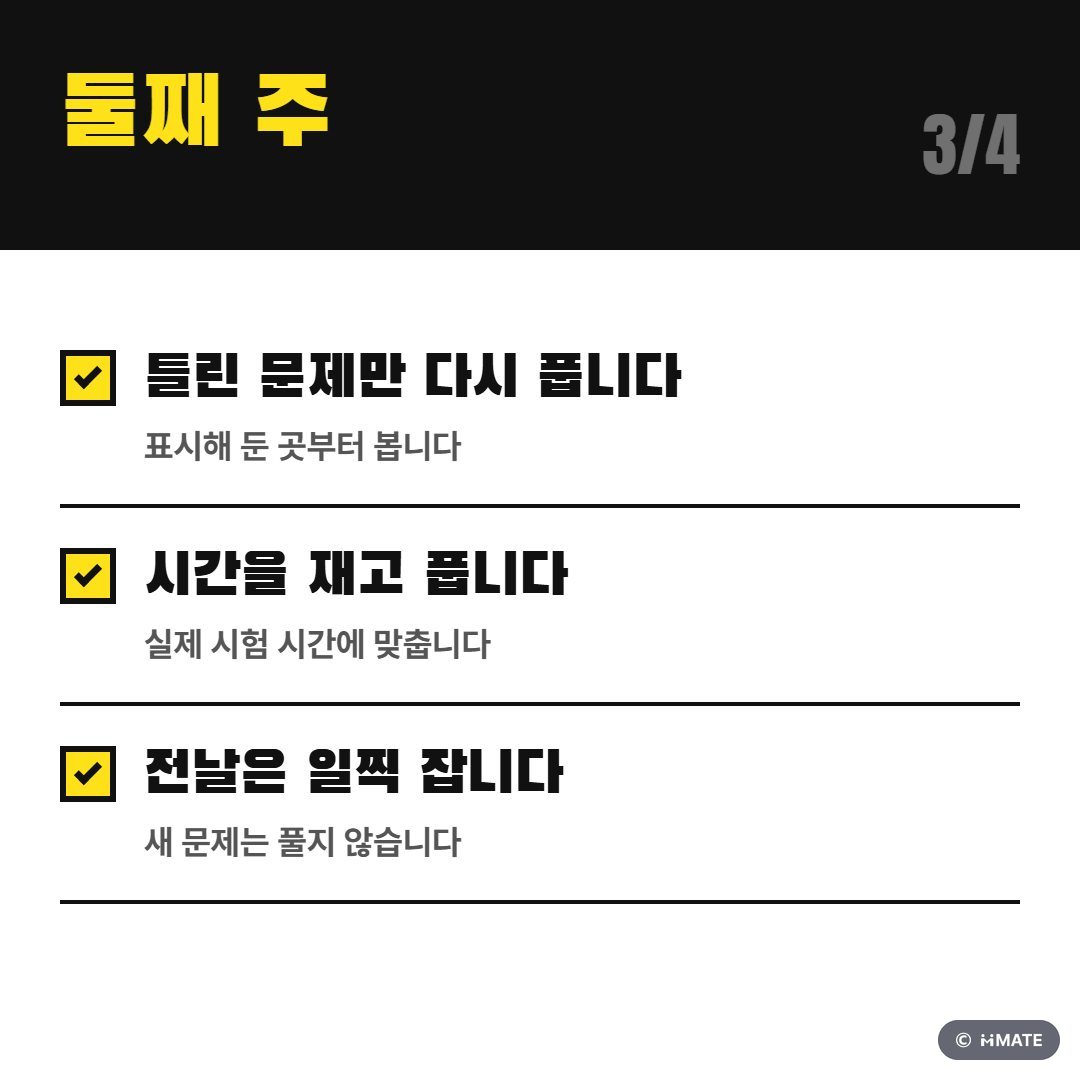 둘째 주
3/4
틀린 문제만 다시 풉니다
표시해 둔 곳부터 봅니다
시간을 재고 풉니다
실제 시험 시간에 맞춥니다
전날은 일찍 잡니다
새 문제는 풀지 않습니다
© MMATE